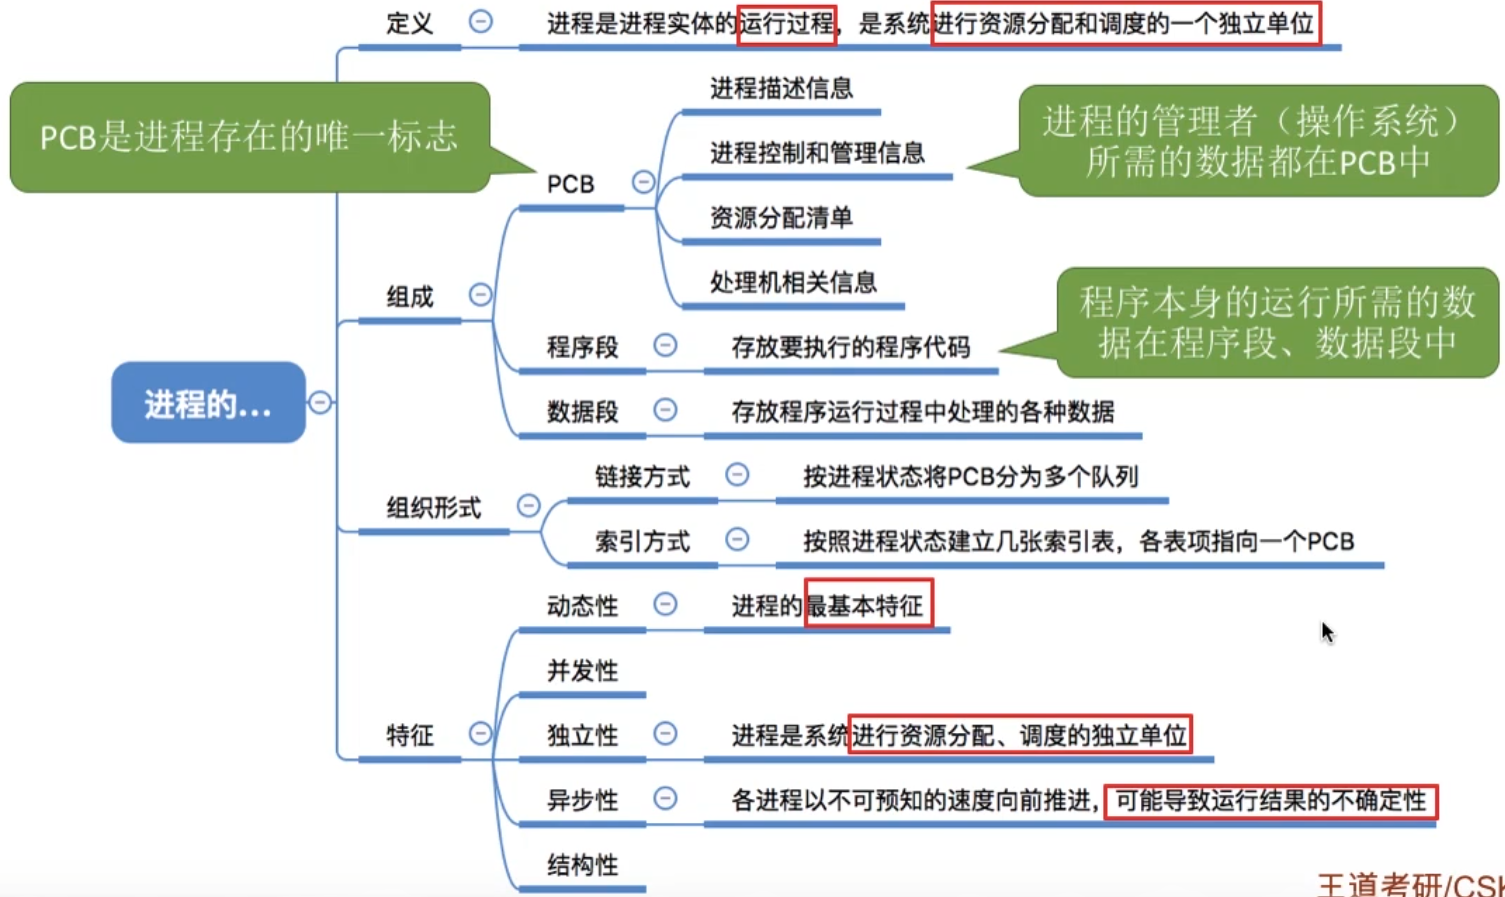 定义
进程是进程实体的运行过程，是系统进行资源分配和调度的一个独立单位
PCB是进程存在的唯一标志
进程描述信息
进程的管理者（操作系统）
所需的数据都在PCB中
进程控制和管理信息
PCB
资源分配清单
处理机相关信息
组成
程序本身的运行所需的数
据在程序段、数据段中
程序段
存放要执行的程序代码
进程的...
数据段
存放程序运行过程中处理的各种数据
链接方式
按进程状态将PCB分为多个队列
组织形式
索引方式
按照进程状态建立几张索引表，各表项指向一个PCB
动态性
进程的最基本特征
并发性
特征
独立性
进程是系统进行资源分配、调度的独立单位
异步性
各进程以不可预知的速度向前推进，可能导致运行结果的不确定性
结构性
王道考研/CSK